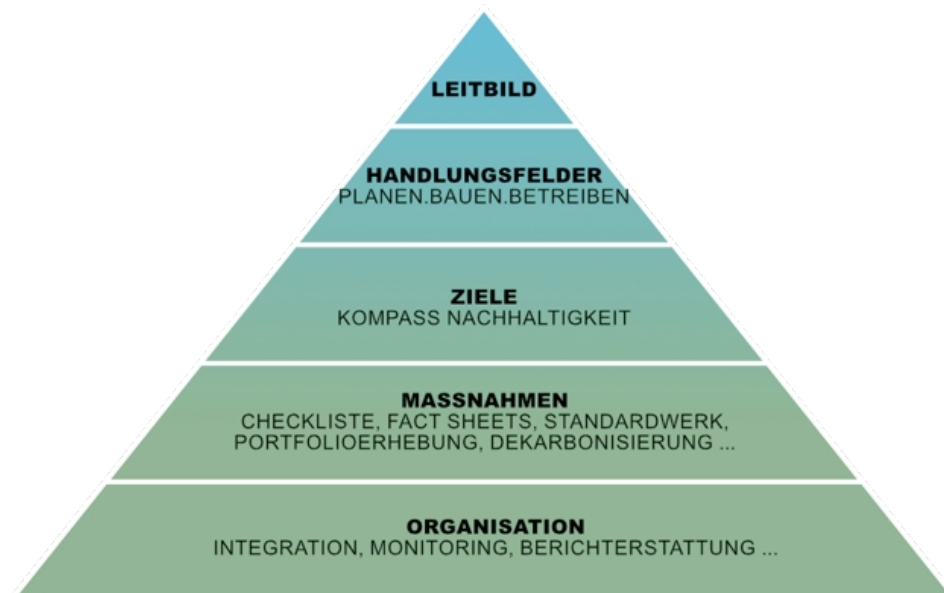 LEITBILD
HANDLUNGSFELDER
PLANEN.BAUEN.BETREIBEN
ZIELE
KOMPASS NACHHALTIGKEIT
MASSNAHMEN
CHECKLISTE, FACT SHEETS, STANDARDWERK,
PORTFOLIOERHEBUNG, DEKARBONISIERUNG ...
ORGANISATION
INTEGRATION, MONITORING, BERICHTERSTATTUNG ...